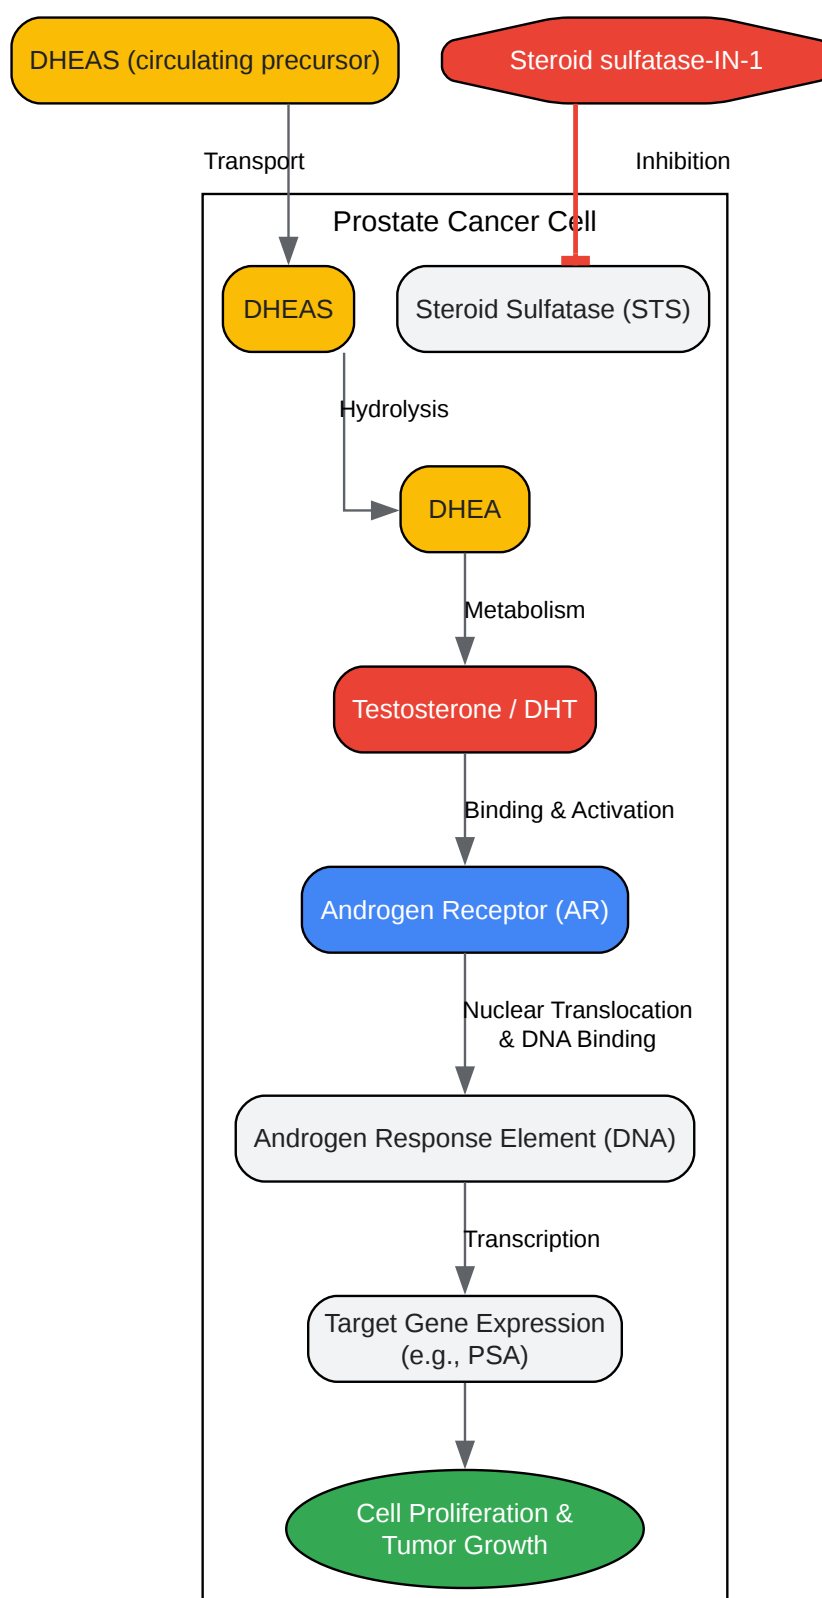 DHEAS (circulating precursor)
Steroid sulfatase-IN-1
Transport
Inhibition
Prostate Cancer Cell
DHEAS
Steroid Sulfatase (STS)
Hydrolysis
DHEA
Metabolism
Testosterone / DHT
Binding & Activation
Androgen Receptor (AR)
Nuclear Translocation
& DNA Binding
Androgen Response Element (DNA)
Transcription
Target Gene Expression
(e.g., PSA)
Cell Proliferation &
Tumor Growth